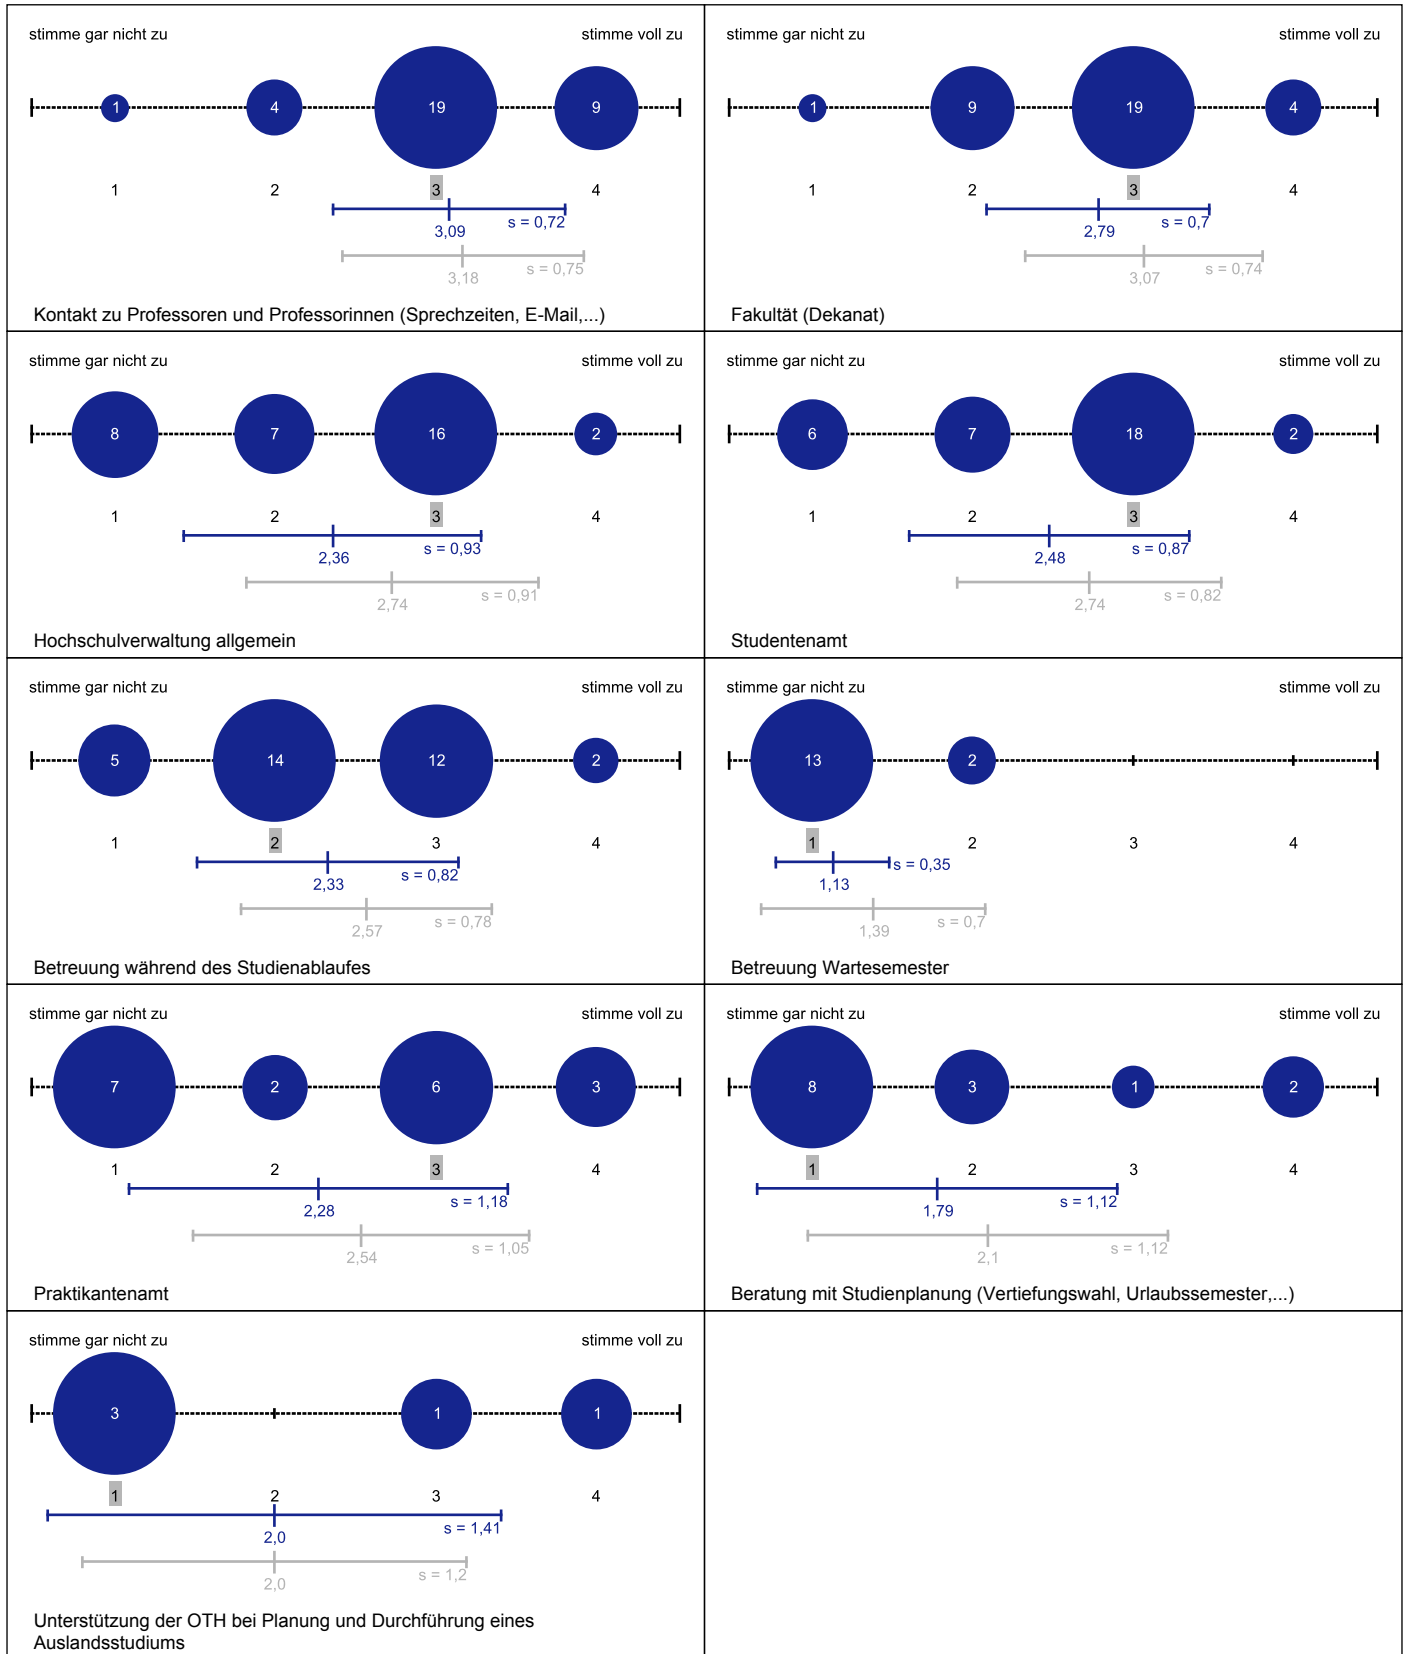 stimme gar nicht zu
stimme voll zu
1
4
19
9
1
2
3
4
s = 0,72
3,09
s = 0,75
3,18
Kontakt zu Professoren und Professorinnen (Sprechzeiten, E-Mail,...)
stimme gar nicht zu
stimme voll zu
1
9
19
4
1
2
3
4
s = 0,7
2,79
s = 0,74
3,07
Fakultät (Dekanat)
stimme gar nicht zu
stimme voll zu
8
7
16
2
1
2
3
4
s = 0,93
2,36
s = 0,91
2,74
Hochschulverwaltung allgemein
stimme gar nicht zu
stimme voll zu
6
7
18
2
1
2
3
4
s = 0,87
2,48
s = 0,82
2,74
Studentenamt
stimme gar nicht zu
stimme voll zu
5
14
12
2
1
2
3
4
s = 0,82
2,33
s = 0,78
2,57
Betreuung während des Studienablaufes
stimme gar nicht zu
stimme voll zu
13
2
1
2
3
4
s = 0,35
1,13
s = 0,7
1,39
Betreuung Wartesemester
stimme gar nicht zu
stimme voll zu
7
2
6
3
1
2
3
4
s = 1,18
2,28
s = 1,05
2,54
Praktikantenamt
stimme gar nicht zu
stimme voll zu
8
3
1
2
1
2
3
4
s = 1,12
1,79
s = 1,12
2,1
Beratung mit Studienplanung (Vertiefungswahl, Urlaubssemester,...)
stimme gar nicht zu
stimme voll zu
3
1
1
1
2
3
4
s = 1,41
2,0
s = 1,2
2,0
Unterstützung der OTH bei Planung und Durchführung eines
Auslandsstudiums